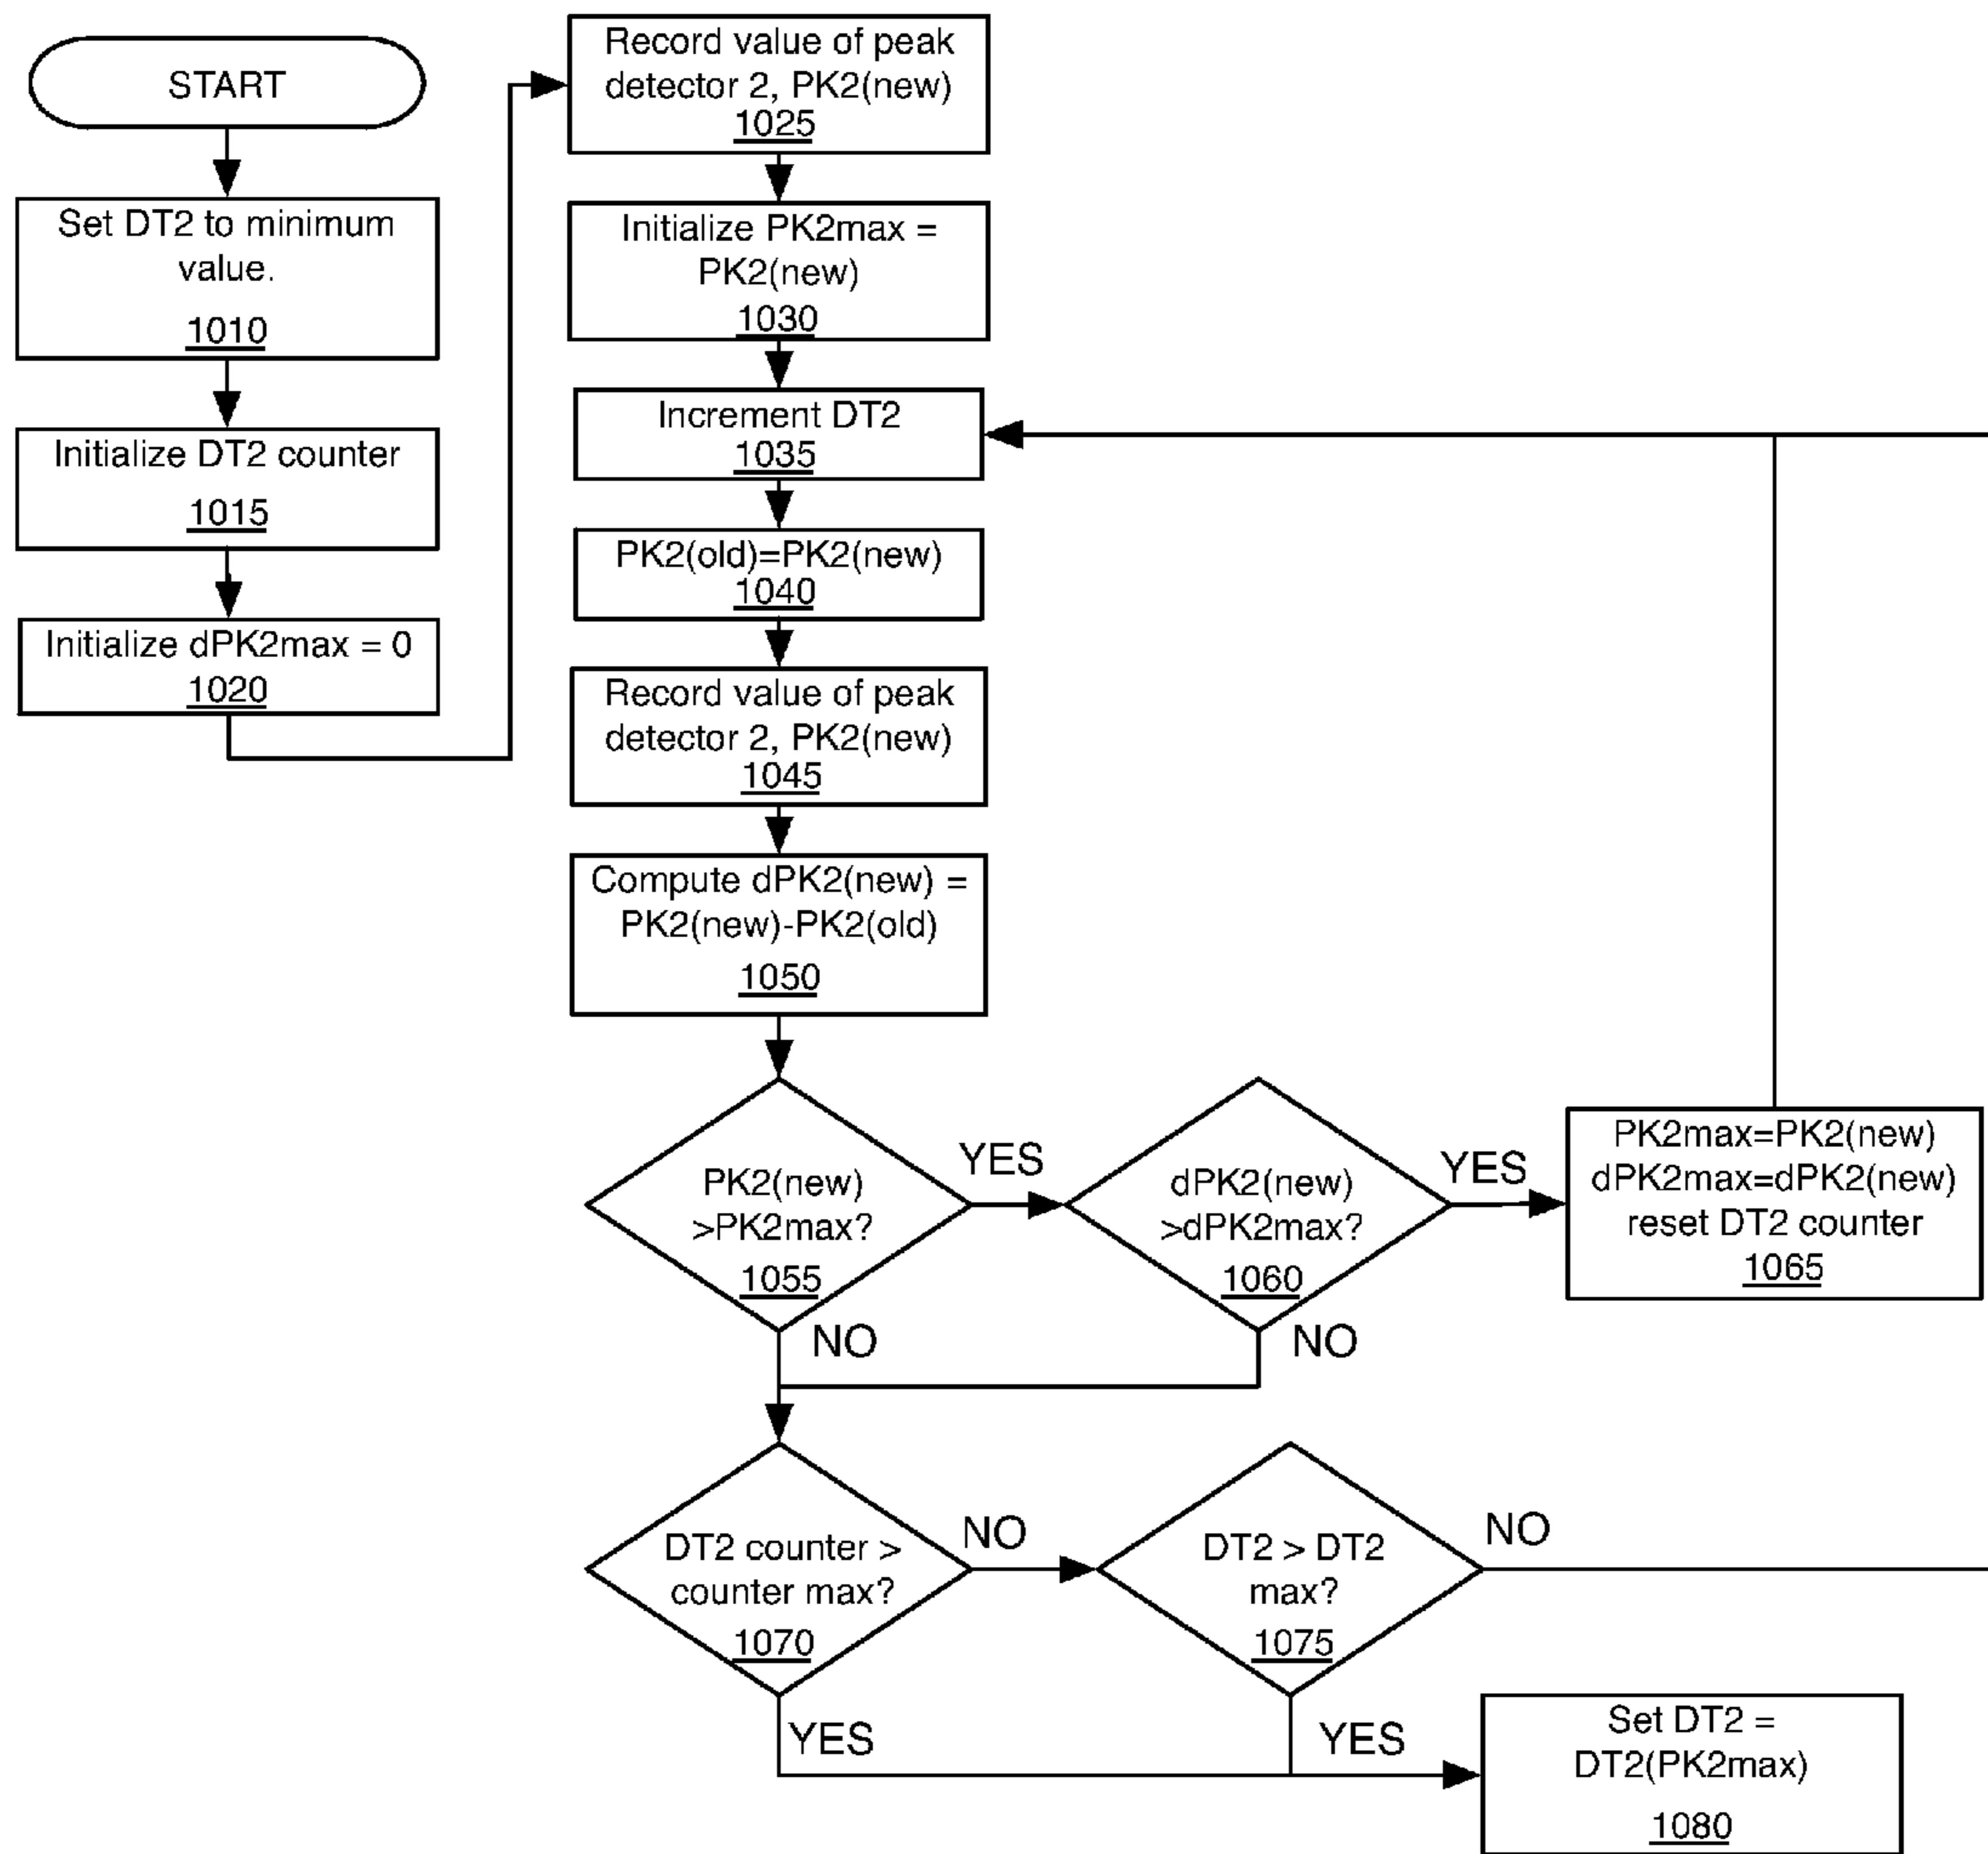 START
Set DT2 to minimum
value.
1010
Initialize DT2 counter
1015
Initialize dPK2max = 0
1020
Record value of peak
detector 2, PK2(new)
1025
Initialize PK2max =
PK2(new)
1030
Increment DT2
1035
PK2(old)=PK2(new)
1040
Record value of peak
detector 2, PK2(new)
1045
Compute dPK2(new) =
PK2(new)-PK2(old)
1050
PK2(new)
>PK2max?
1055
YES
NO
dPK2(new)
>dPK2max?
1060
YES
NO
PK2max=PK2(new)
dPK2max=dPK2(new)
reset DT2 counter
1065
DT2 counter >
counter max?
1070
NO
YES
DT2 > DT2
max?
1075
NO
YES
Set DT2 =
DT2(PK2max)
1080